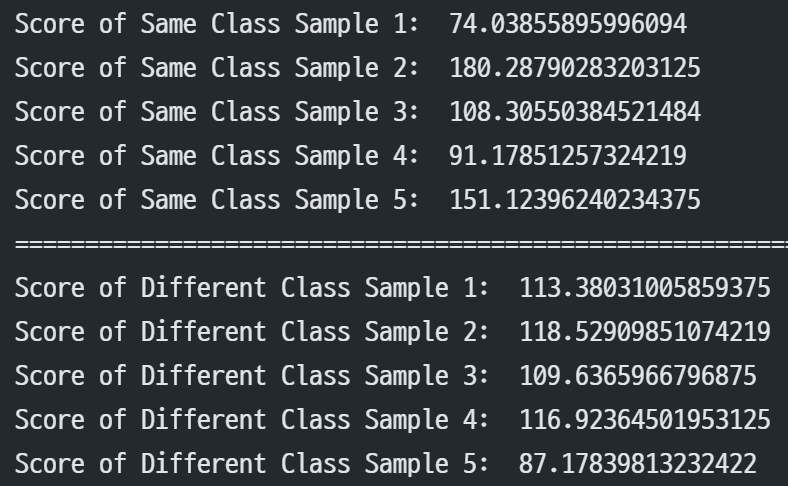 Score of Same Class Sample 1:  74.03855895996094
Score of Same Class Sample 2:  180.28790283203125
Score of Same Class Sample 3:  108.30550384521484
Score of Same Class Sample 4:  91.17851257324219
Score of Same Class Sample 5:  151.12396240234375
========================================================
Score of Different Class Sample 1:  113.38031005859375
Score of Different Class Sample 2:  118.52909851074219
Score of Different Class Sample 3:  109.6365966796875
Score of Different Class Sample 4:  116.92364501953125
Score of Different Class Sample 5:  87.17839813232422